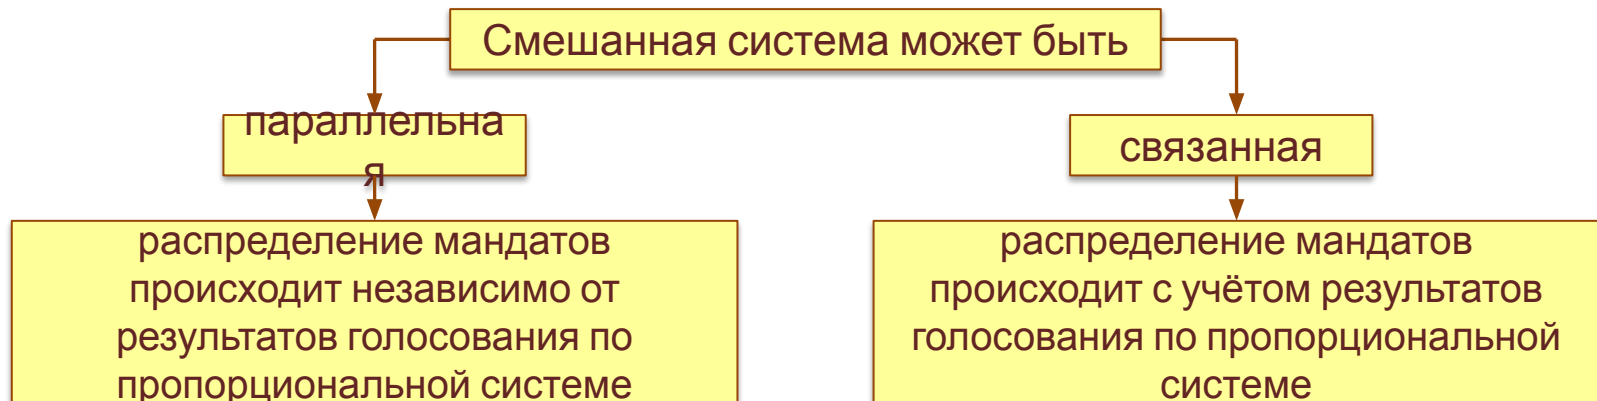 Смешанная система может быть
параллельна
я
связанная
распределение мандатов
происходит независимо от
результатов голосования по
пропорциональной системе
распределение мандатов
происходит с учётом результатов
голосования по пропорциональной
системе